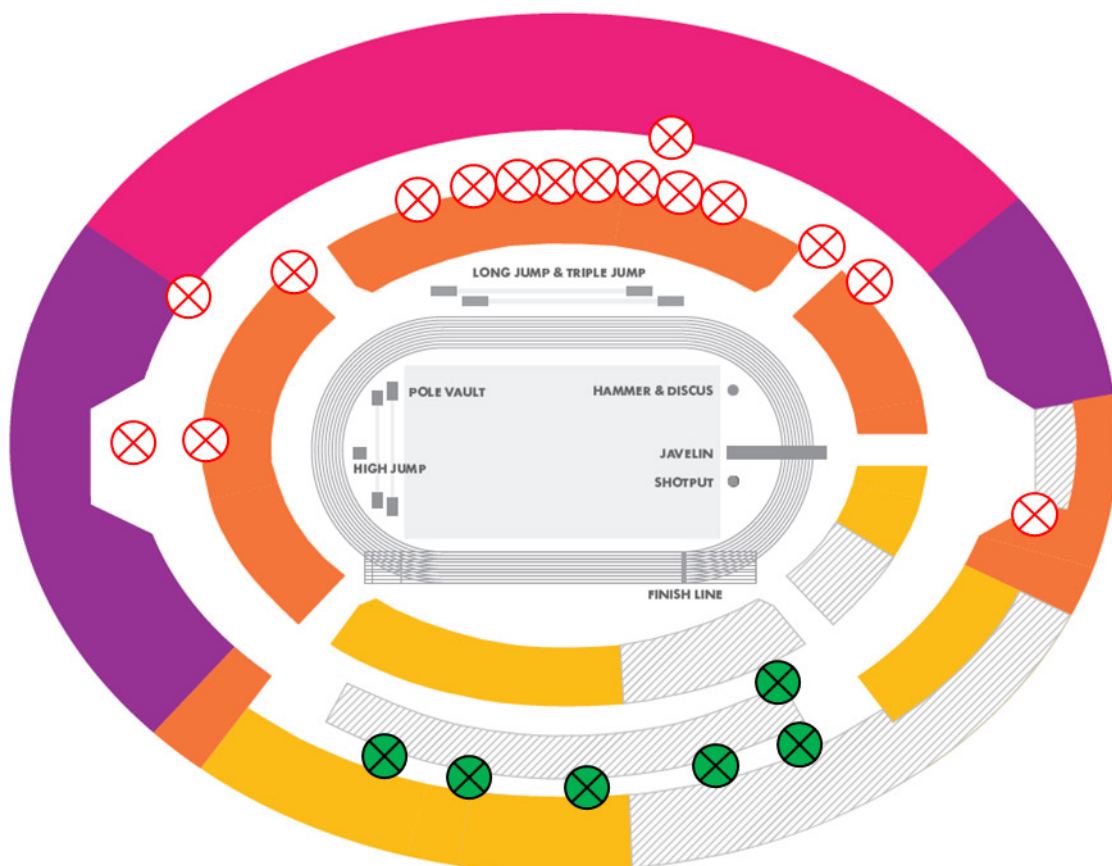 LONG JUMP & TRIPLE JUMP
POLE VAULT
HAMMER & DISCUS
HIGH JUMP
JAVELIN
SHOTPUT
FINISH LINE